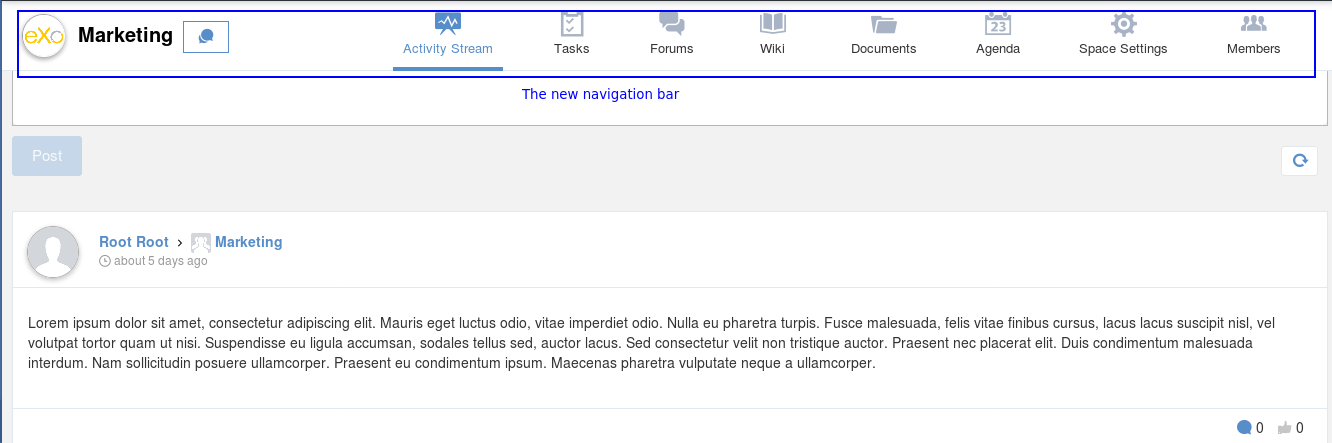 eXo Marketing
Activity Stream Tasks Forums Wiki Documents 23 Agenda Space Settings Members
The new navigation bar
Post
Root Root › Marketing
about 5 days ago
Lorem ipsum dolor sit amet, consectetur adipiscing elit. Mauris eget luctus odio, vitae imperdiet odio. Nulla eu pharetra turpis. Fusce malesuada, felis vitae finibus cursus, lacus lacus suscipit nisl, vel
volutpat tortor quam ut nisi. Suspendisse eu ligula accumsan, sodales tellus sed, auctor lacus. Sed consectetur velit non tristique auctor. Praesent nec placerat elit. Duis condimentum malesuada
interdum. Nam sollicitudin posuere ullamcorper. Praesent eu condimentum ipsum. Maecenas pharetra vulputate neque a ullamcorper.
0 0